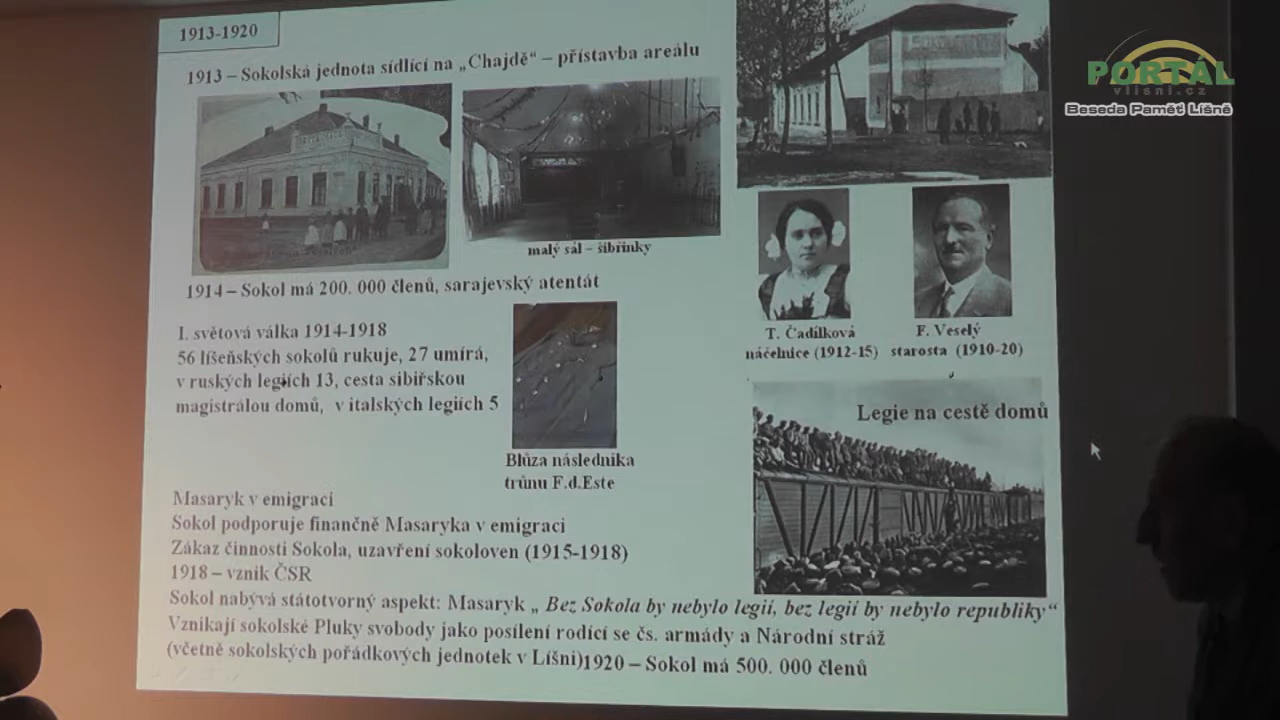 1913-1920
1913 – Sokolská jednota sídlící na „Chajdě“ – přístavba areálu
PORTÁL
vlisni.cz
Beseda Paměť Líšně
malý sál – šibřinky
1914 – Sokol má 200. 000 členů, sarajevský atentát
T. Čadílková
náčelnice (1912-15)
F. Veselý
starosta (1910-20)
I. světová válka 1914-1918
56 líšeňských sokolů rukuje, 27 umírá,
v ruských legiích 13, cesta sibiřskou
magistrálou domů, v italských legiích 5
Blůza následníka
trůnu F.d.Este
Legie na cestě domů
Masaryk v emigraci
Sokol podporuje finančně Masaryka v emigraci
Zákaz činnosti Sokola, uzavření sokoloven (1915-1918)
1918 – vznik ČSR
Sokol nabývá státotvorný aspekt: Masaryk „ Bez Sokola by nebylo legií, bez legií by nebylo republiky“
Vznikají sokolské Pluky svobody jako posílení rodící se čs. armády a Národní stráž
(včetně sokolských pořádkových jednotek v Líšni)1920 – Sokol má 500. 000 členů